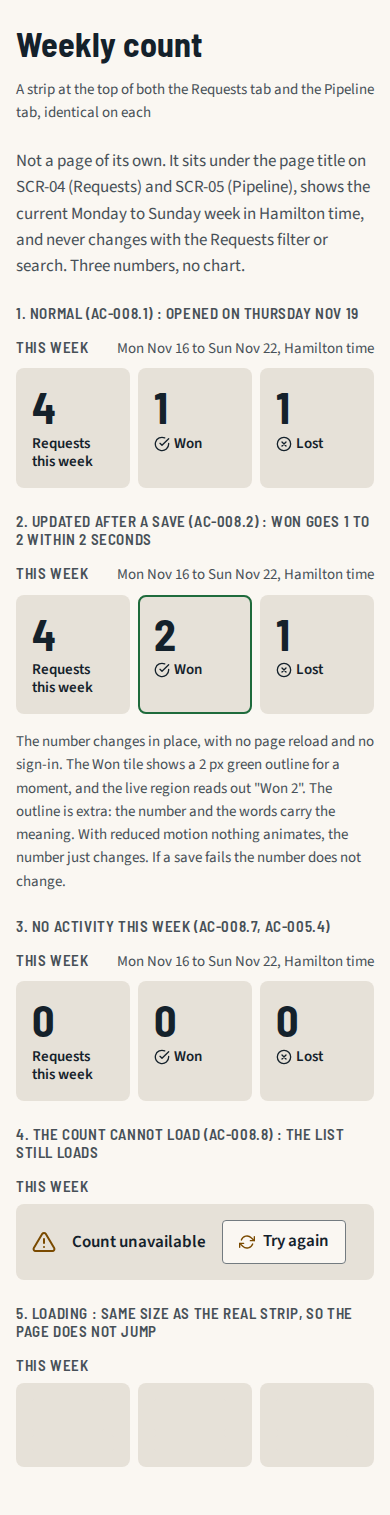 Weekly count
A strip at the top of both the Requests tab and the Pipeline
tab, identical on each
Not a page of its own. It sits under the page title on
SCR-04 (Requests) and SCR-05 (Pipeline), shows the
current Monday to Sunday week in Hamilton time,
and never changes with the Requests filter or
search. Three numbers, no chart.
1. NORMAL (AC-008.1) : OPENED ON THURSDAY NOV 19
THIS WEEK Mon Nov 16 to Sun Nov 22, Hamilton time
4 1 1
Requests this week Won Lost
2. UPDATED AFTER A SAVE (AC-008.2) : WON GOES 1 TO
2 WITHIN 2 SECONDS
THIS WEEK Mon Nov 16 to Sun Nov 22, Hamilton time
4 2 1
Requests this week Won Lost
The number changes in place, with no page reload and no
sign-in. The Won tile shows a 2 px green outline for a
moment, and the live region reads out "Won 2". The
outline is extra: the number and the words carry the
meaning. With reduced motion nothing animates, the
number just changes. If a save fails the number does not
change.
3. NO ACTIVITY THIS WEEK (AC-008.7, AC-005.4)
THIS WEEK Mon Nov 16 to Sun Nov 22, Hamilton time
0 0 0
Requests this week Won Lost
4. THE COUNT CANNOT LOAD (AC-008.8) : THE LIST
STILL LOADS
THIS WEEK
Count unavailable Try again
5. LOADING : SAME SIZE AS THE REAL STRIP, SO THE
PAGE DOES NOT JUMP
THIS WEEK